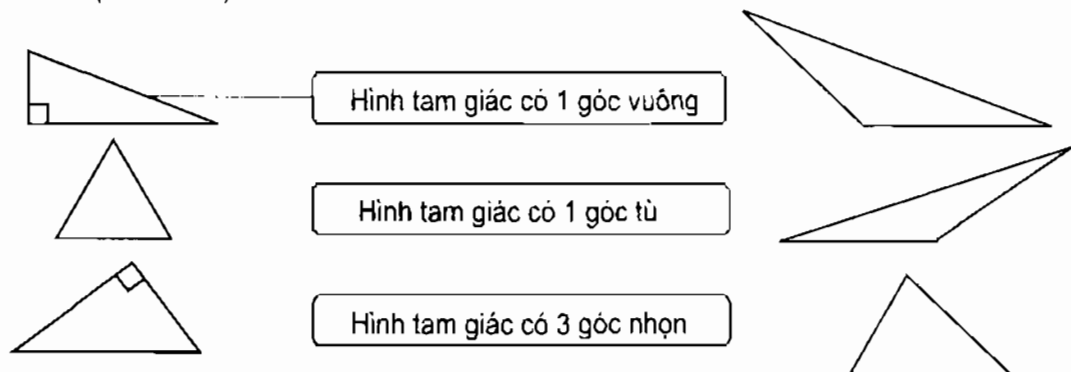 Hình tam giác có 1 góc vuông
Hình tam giác có 1 góc tù
Hình tam giác có 3 góc nhọn